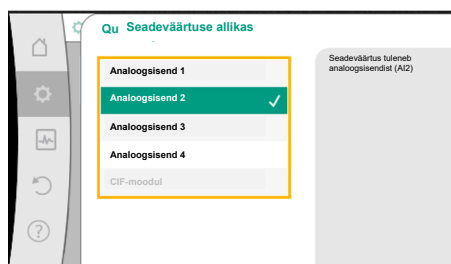 Qu Seadeväärtuse allikas
Analoogsisend 1
Analoogsisend 2
Analoogsisend 3
Analoogsisend 4
CIF-moodul
Seadeväärtus tuleneb
analoogsisendist (AI2)